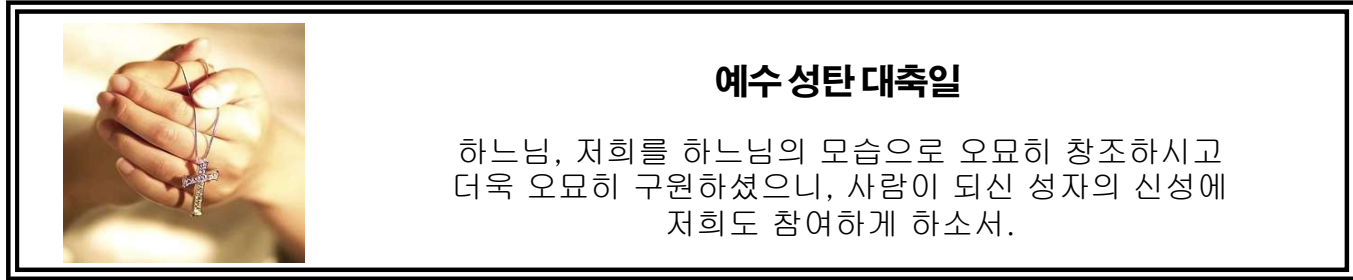 예수 성탄 대축일
하느님, 저희를 하느님의 모습으로 오묘히 창조하시고
더욱 오묘히 구원하셨으니, 사람이 되신 성자의 신성에
저희도 참여하게 하소서.